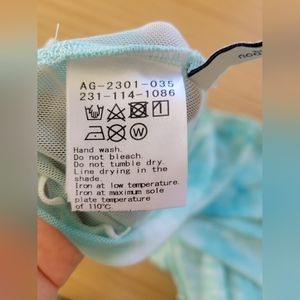 AG-2301-035
231-114-1086
Hand wash.
Do not bleach.
Do not tumble dry.
Line drying in the
shade.
Iron at low temperature.
Iron at maximum sole
plate temperature
of 110℃